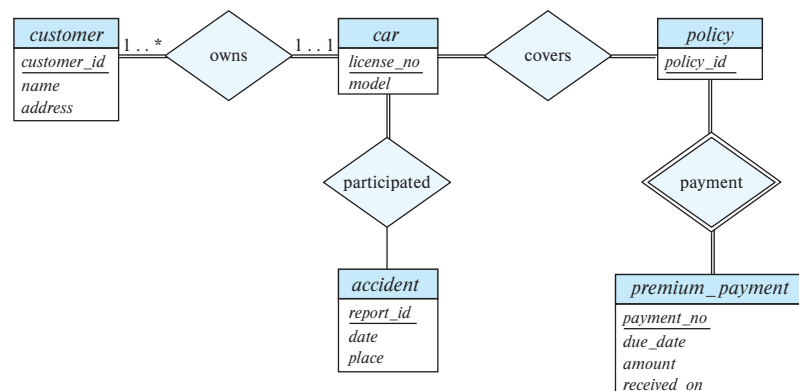 customer
customer_id
name
address
1 . . *
owns
1 . . 1
car
license_no
model
covers
policy
policy_id
participated
payment
accident
report_id
date
place
premium_payment
payment_no
due_date
amount
received_on